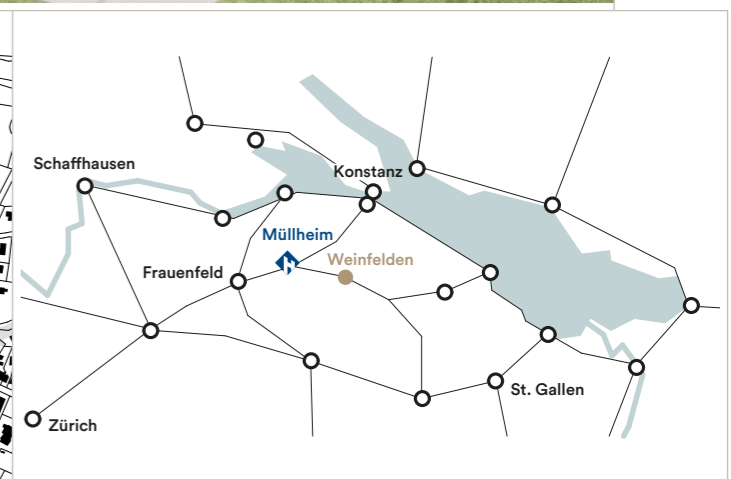 Schaffhausen
Konstanz
Müllheim
Weinfelden
Frauenfeld
St. Gallen
Zürich